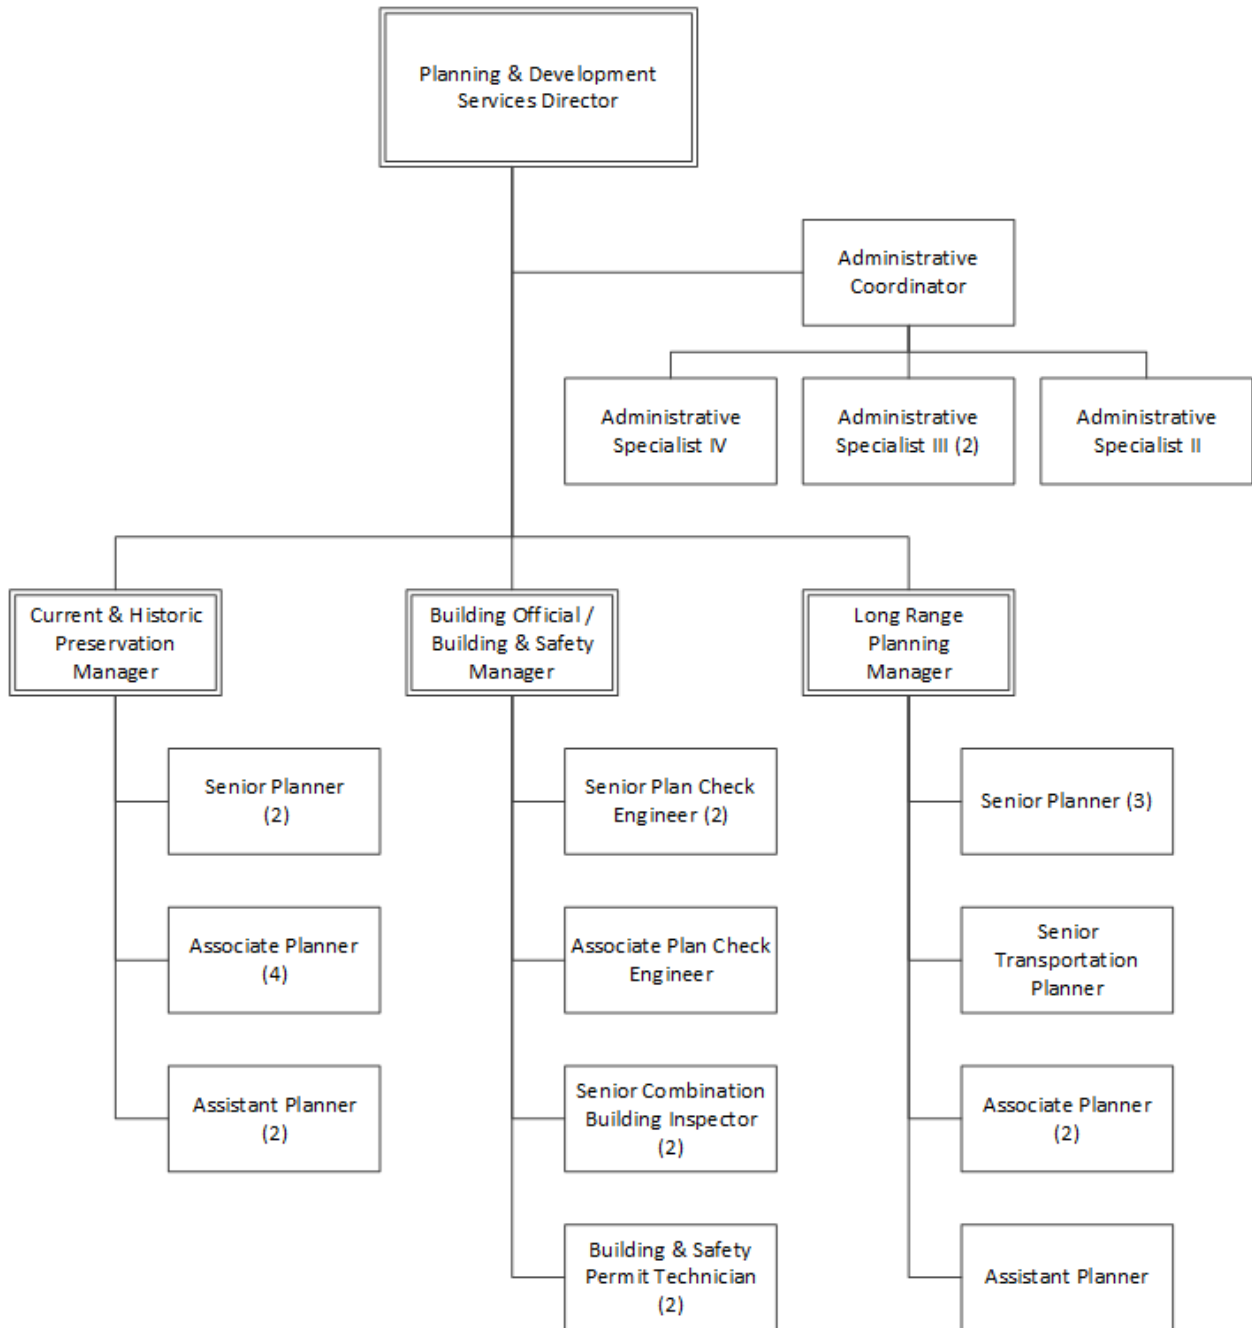 Planning & Development
Services Director
Administrative
Coordinator
Administrative
Specialist IV
Administrative
Specialist III (2)
Administrative
Specialist II
Current & Historic
Preservation
Manager
Building Official /
Building & Safety
Manager
Long Range
Planning
Manager
Senior Planner
(2)
Senior Plan Check
Engineer (2)
Senior Planner (3)
Associate Planner
(4)
Associate Plan Check
Engineer
Senior
Transportation
Planner
Assistant Planner
(2)
Senior Combination
Building Inspector
(2)
Associate Planner
(2)
Building & Safety
Permit Technician
(2)
Assistant Planner